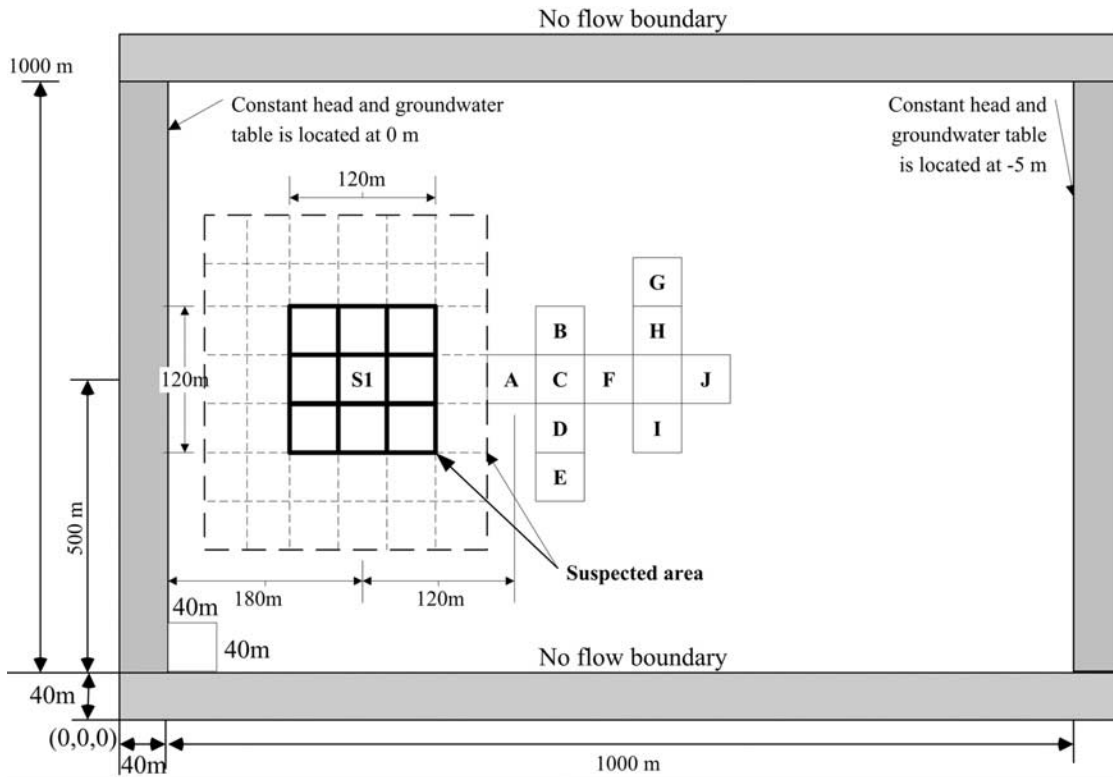 No flow boundary
1000 m
Constant head and groundwater
table is located at 0 m
Constant head and
groundwater table
is located at -5 m
120m
G
B
H
120m
S1
A
C
F
J
D
I
E
500 m
Suspected area
180m
120m
40m
40m
No flow boundary
40m
(0,0,0)
40m
1000 m